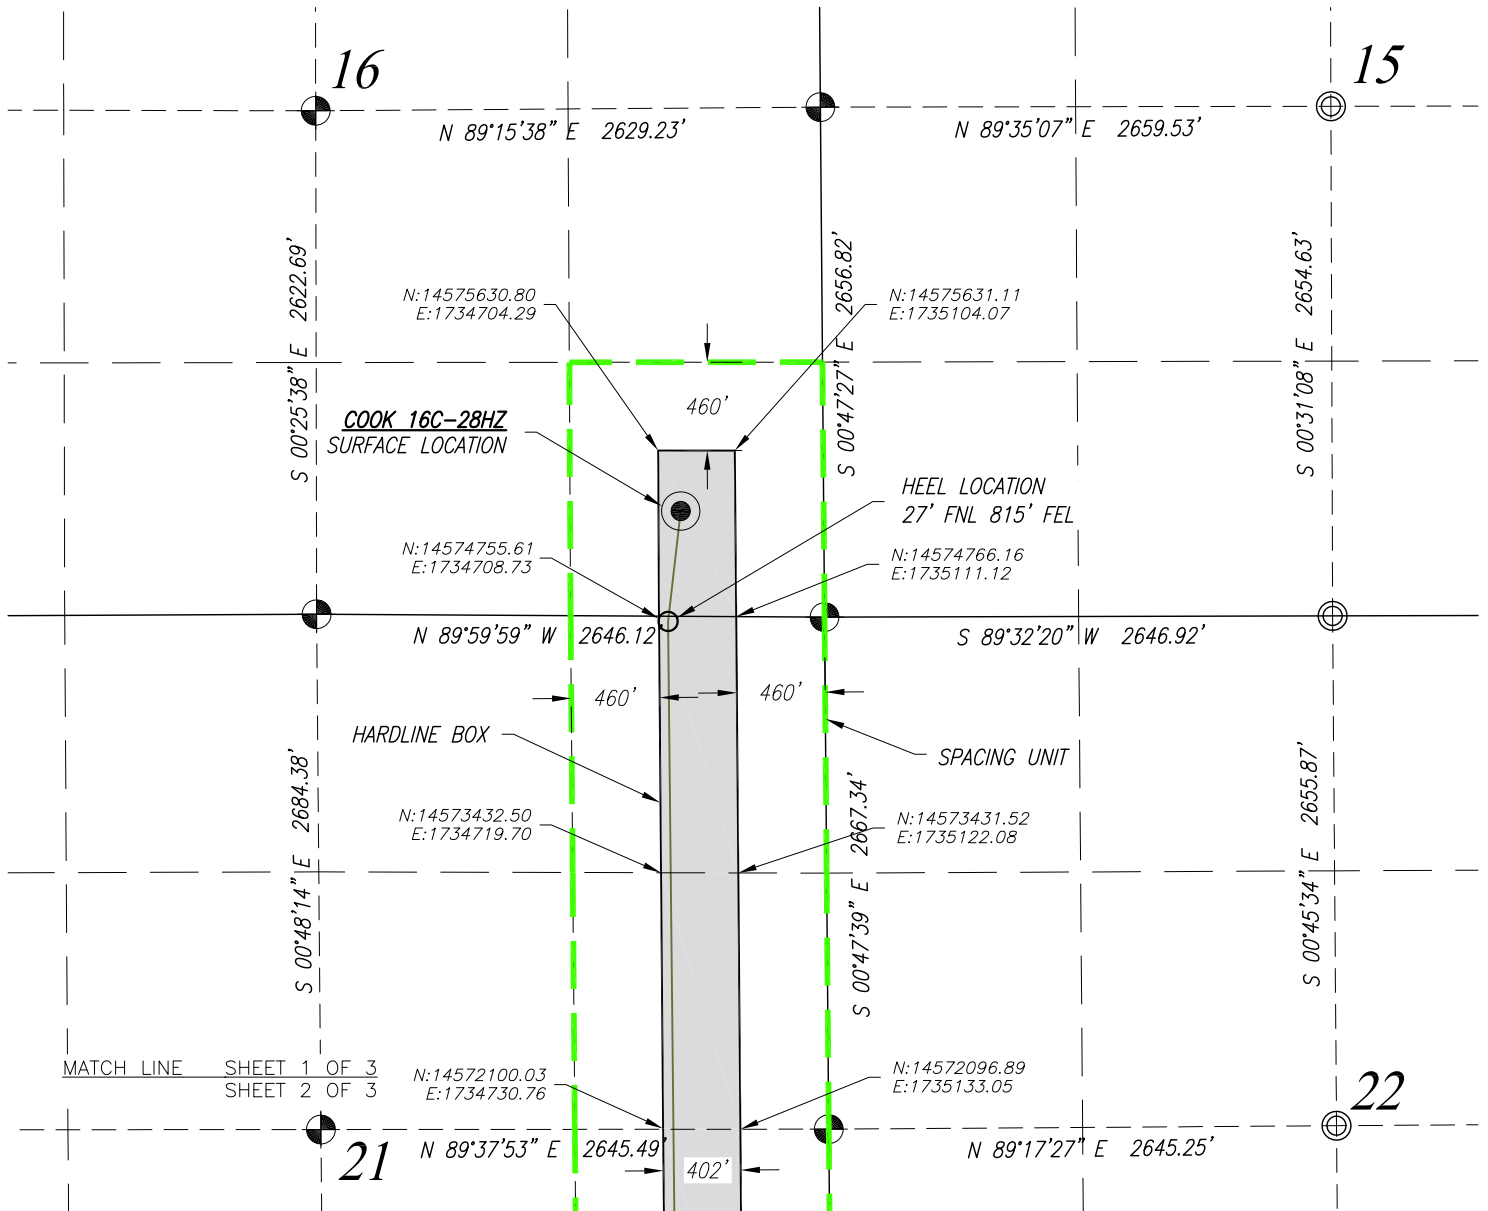 16
15
N 89°15'38" E 2629.23'
N 89°35'07" E 2659.53'
S 00°25'38" E 2622.69'
S 00°47'27" E 2656.82'
S 00°31'08" E 2654.63'
N:14575630.80
E:1734704.29
N:14575631.11
E:1735104.07
460'
COOK 16C-28HZ
SURFACE LOCATION
HEEL LOCATION
27' FNL 815' FEL
N:14574755.61
E:1734708.73
N:14574766.16
E:1735111.12
N 89°59'59" W 2646.12'
S 89°32'20" W 2646.92'
460'
460'
HARDLINE BOX
SPACING UNIT
S 00°48'14" E 2684.38'
S 00°47'39" E 2667.34'
S 00°45'34" E 2655.87'
N:14573432.50
E:1734719.70
N:14573431.52
E:1735122.08
MATCH LINE SHEET 1 OF 3
SHEET 2 OF 3
N:14572100.03
E:1734730.76
N:14572096.89
E:1735133.05
22
21
N 89°37'53" E 2645.49'
N 89°17'27" E 2645.25'
402'